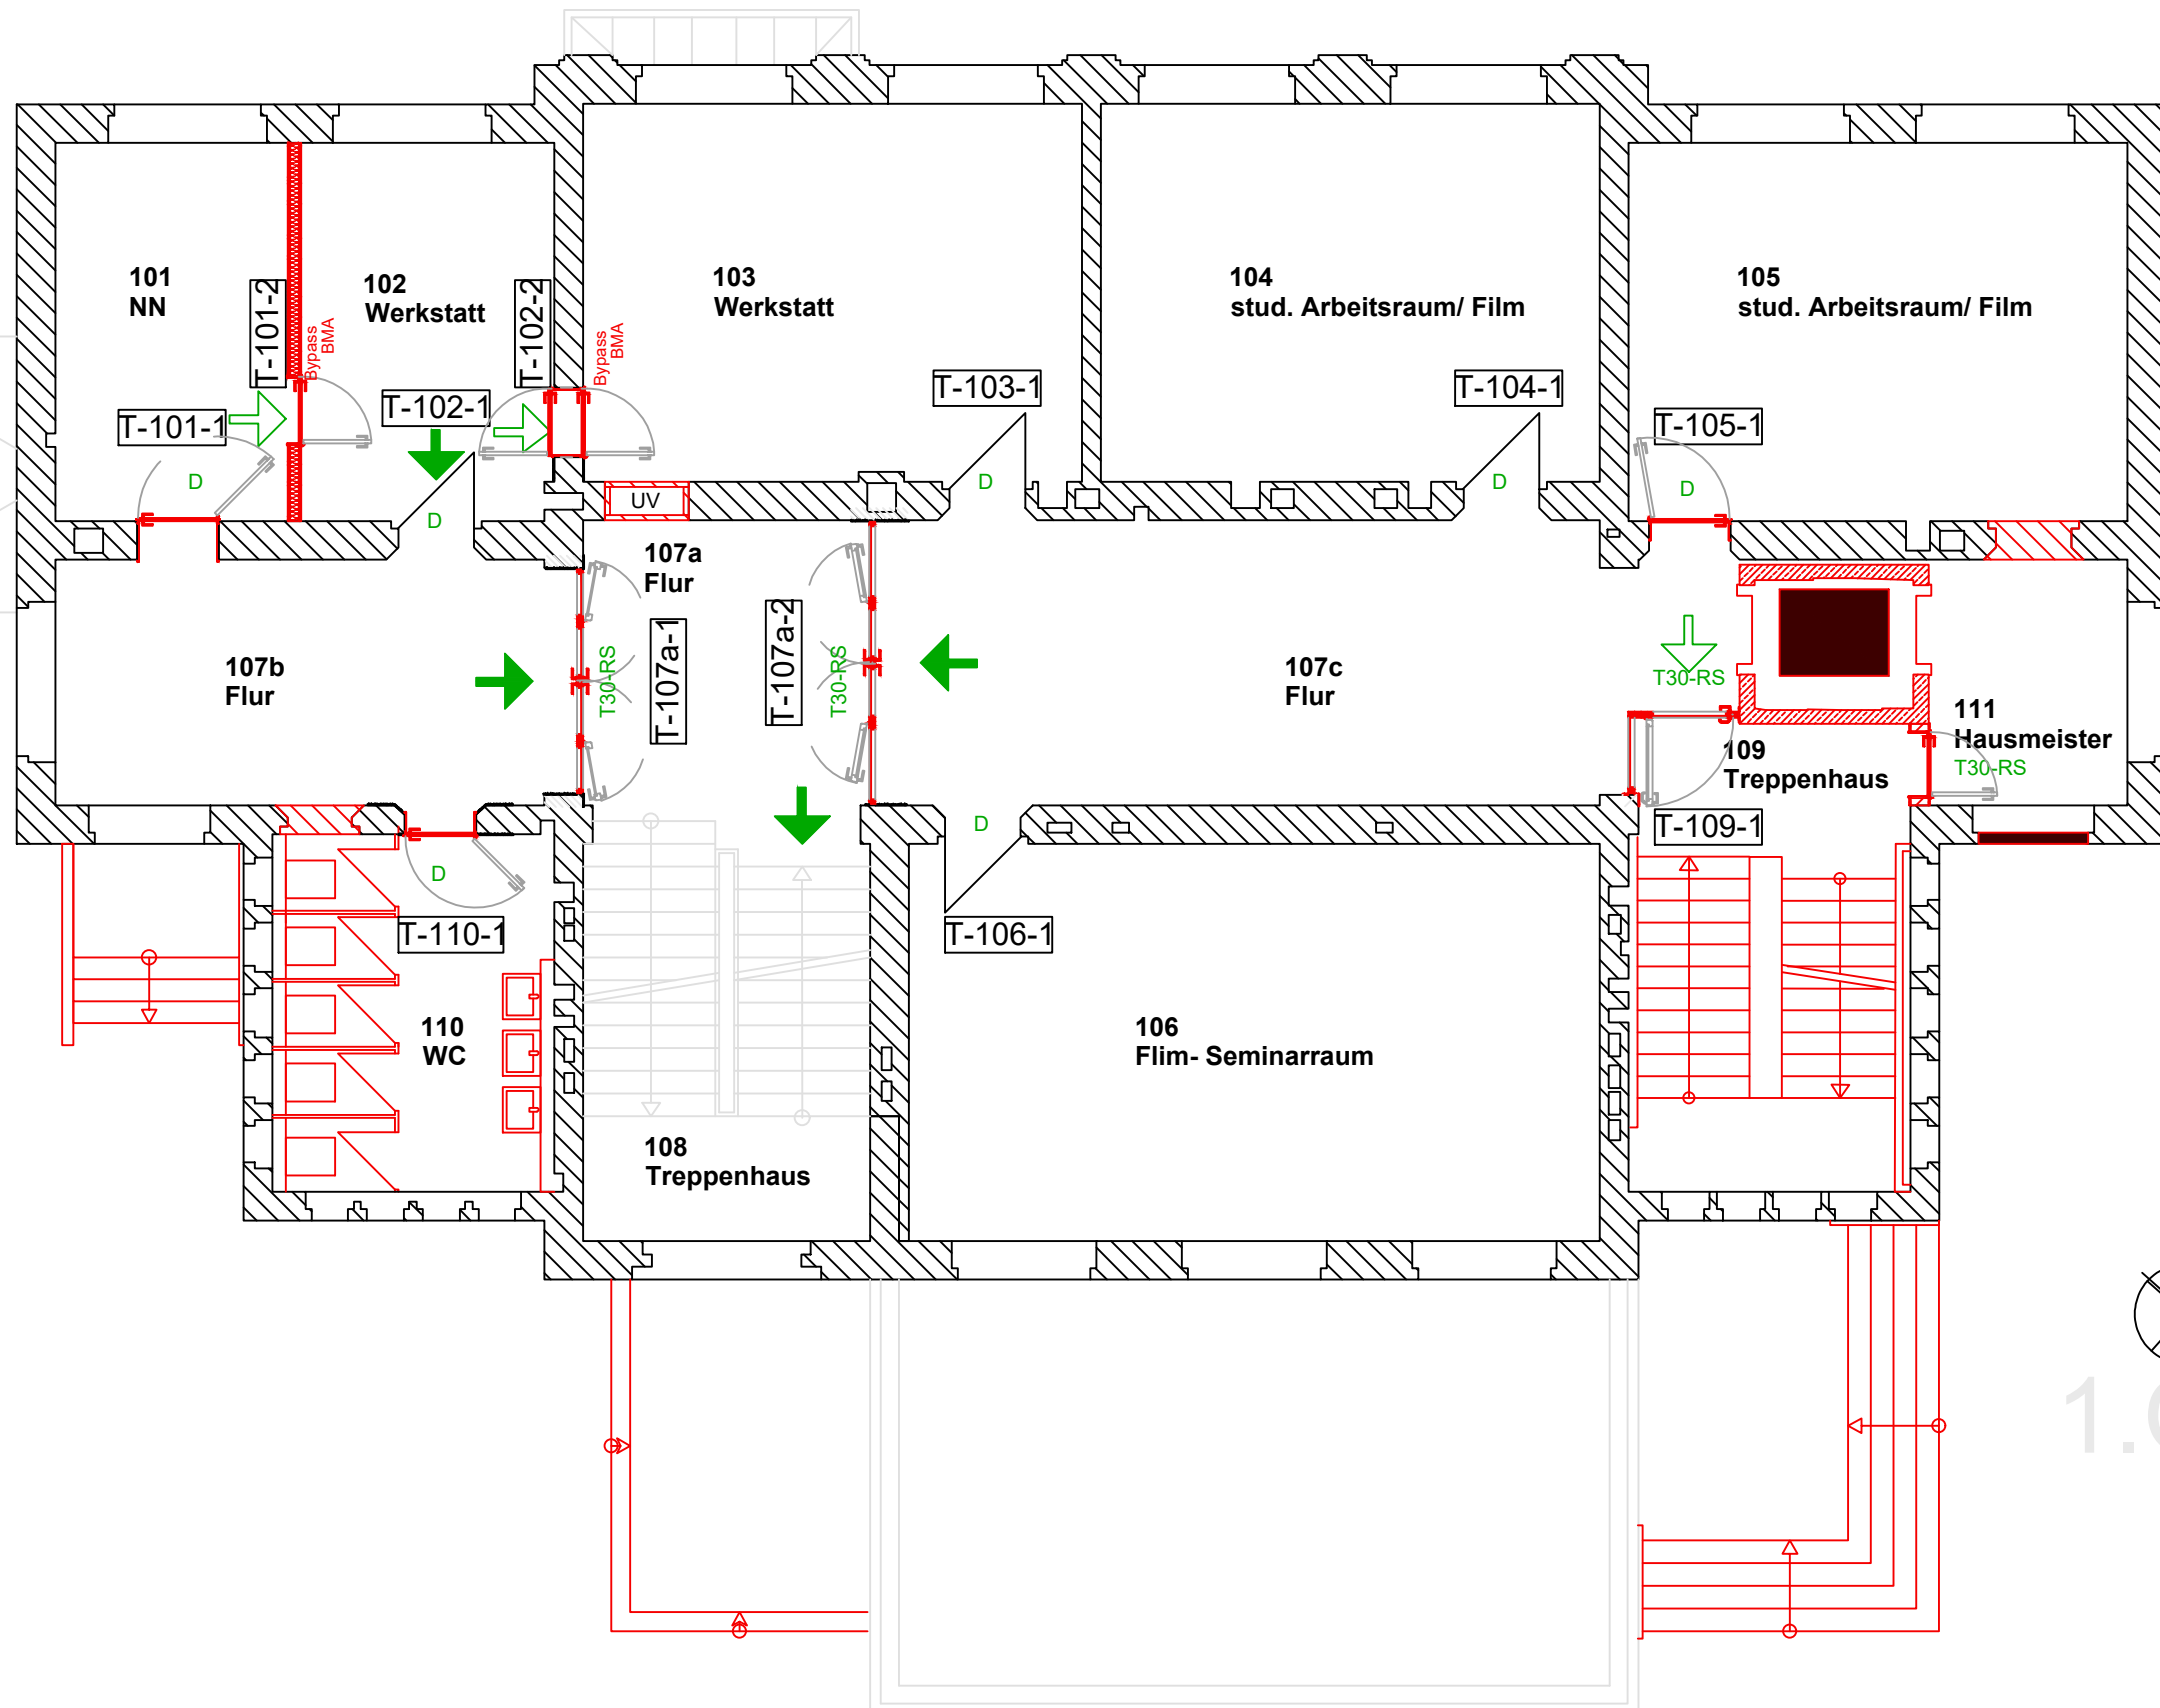 101
NN
T-101-2
Bypass
BMA
T-101-1
D
102
Werkstatt
T-102-2
T-102-1
D
Bypass
BMA
103
Werkstatt
T-103-1
D
UV
104
stud. Arbeitsraum/ Film
T-104-1
D
105
stud. Arbeitsraum/ Film
T-105-1
D
107b
Flur
107a
Flur
T30-RS
T-107a-1
T-107a-2
T30-RS
107c
Flur
T30-RS
109
Treppenhaus
T-109-1
111
Hausmeister
T30-RS
D
T-110-1
110
WC
108
Treppenhaus
D
T-106-1
106
Flim- Seminarraum